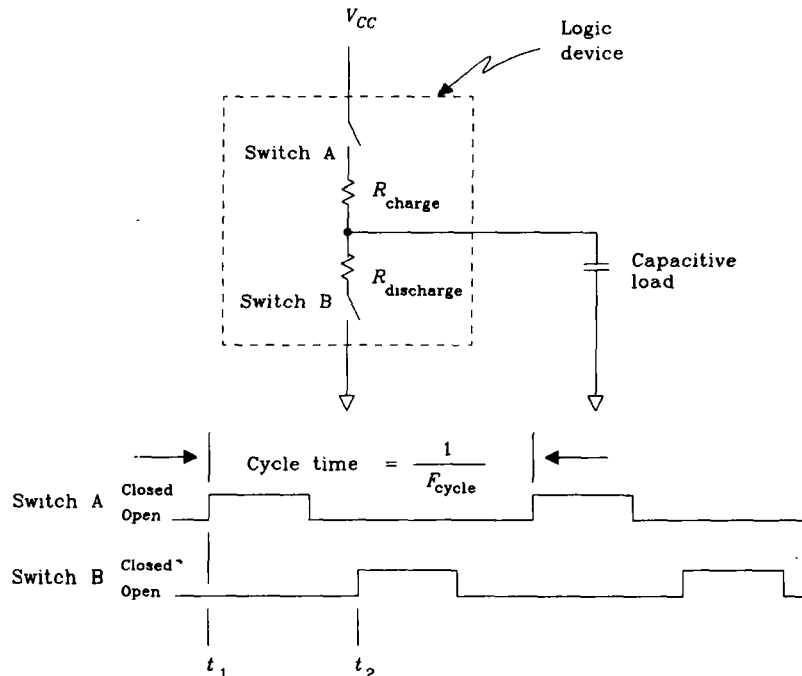 V_CC
Logic
device
Switch A
R_charge
R_discharge
Switch B
Capacitive
load
Cycle time = 1 / F_cycle
Switch A Closed
Open
Switch B Closed
Open
t_1 t_2